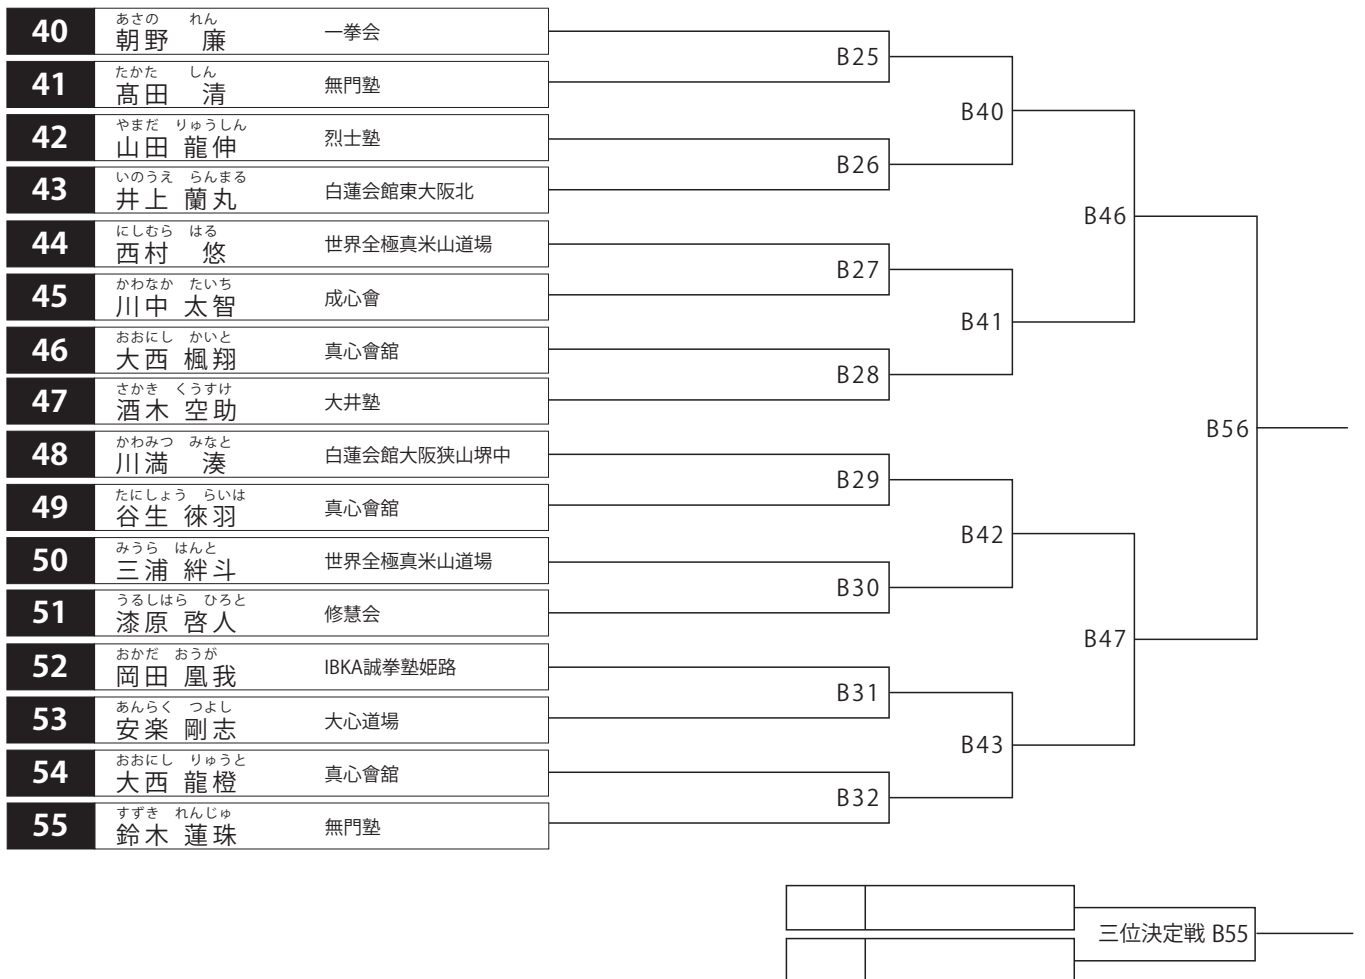 あさの れん
40 朝野 廉 一拳会
たかた しん
41 髙田 清 無門塾
やまだ りゅうしん
42 山田 龍伸 烈士塾
いのうえ らんまる
43 井上 蘭丸 白蓮会館東大阪北
にしむら はる
44 西村 悠 世界全極真米山道場
かわなか たいち
45 川中 太智 成心會
おおにし かいと
46 大西 楓翔 真心會舘
さかき くうすけ
47 酒木 空助 大井塾
かわみつ みなと
48 川満 湊 白蓮会館大阪狭山堺中
たにしょう らいは
49 谷生 徠羽 真心會舘
みうら はんと
50 三浦 絆斗 世界全極真米山道場
うるしはら ひろと
51 漆原 啓人 修慧会
おかだ おうが
52 岡田 凰我 IBKA誠拳塾姫路
あんらく つよし
53 安楽 剛志 大心道場
おおにし りゅうと
54 大西 龍橙 真心會舘
すずき れんじゅ
55 鈴木 蓮珠 無門塾
B25
B26
B27
B28
B29
B30
B31
B32
B40
B41
B42
B43
B46
B47
B56
三位決定戦 B55